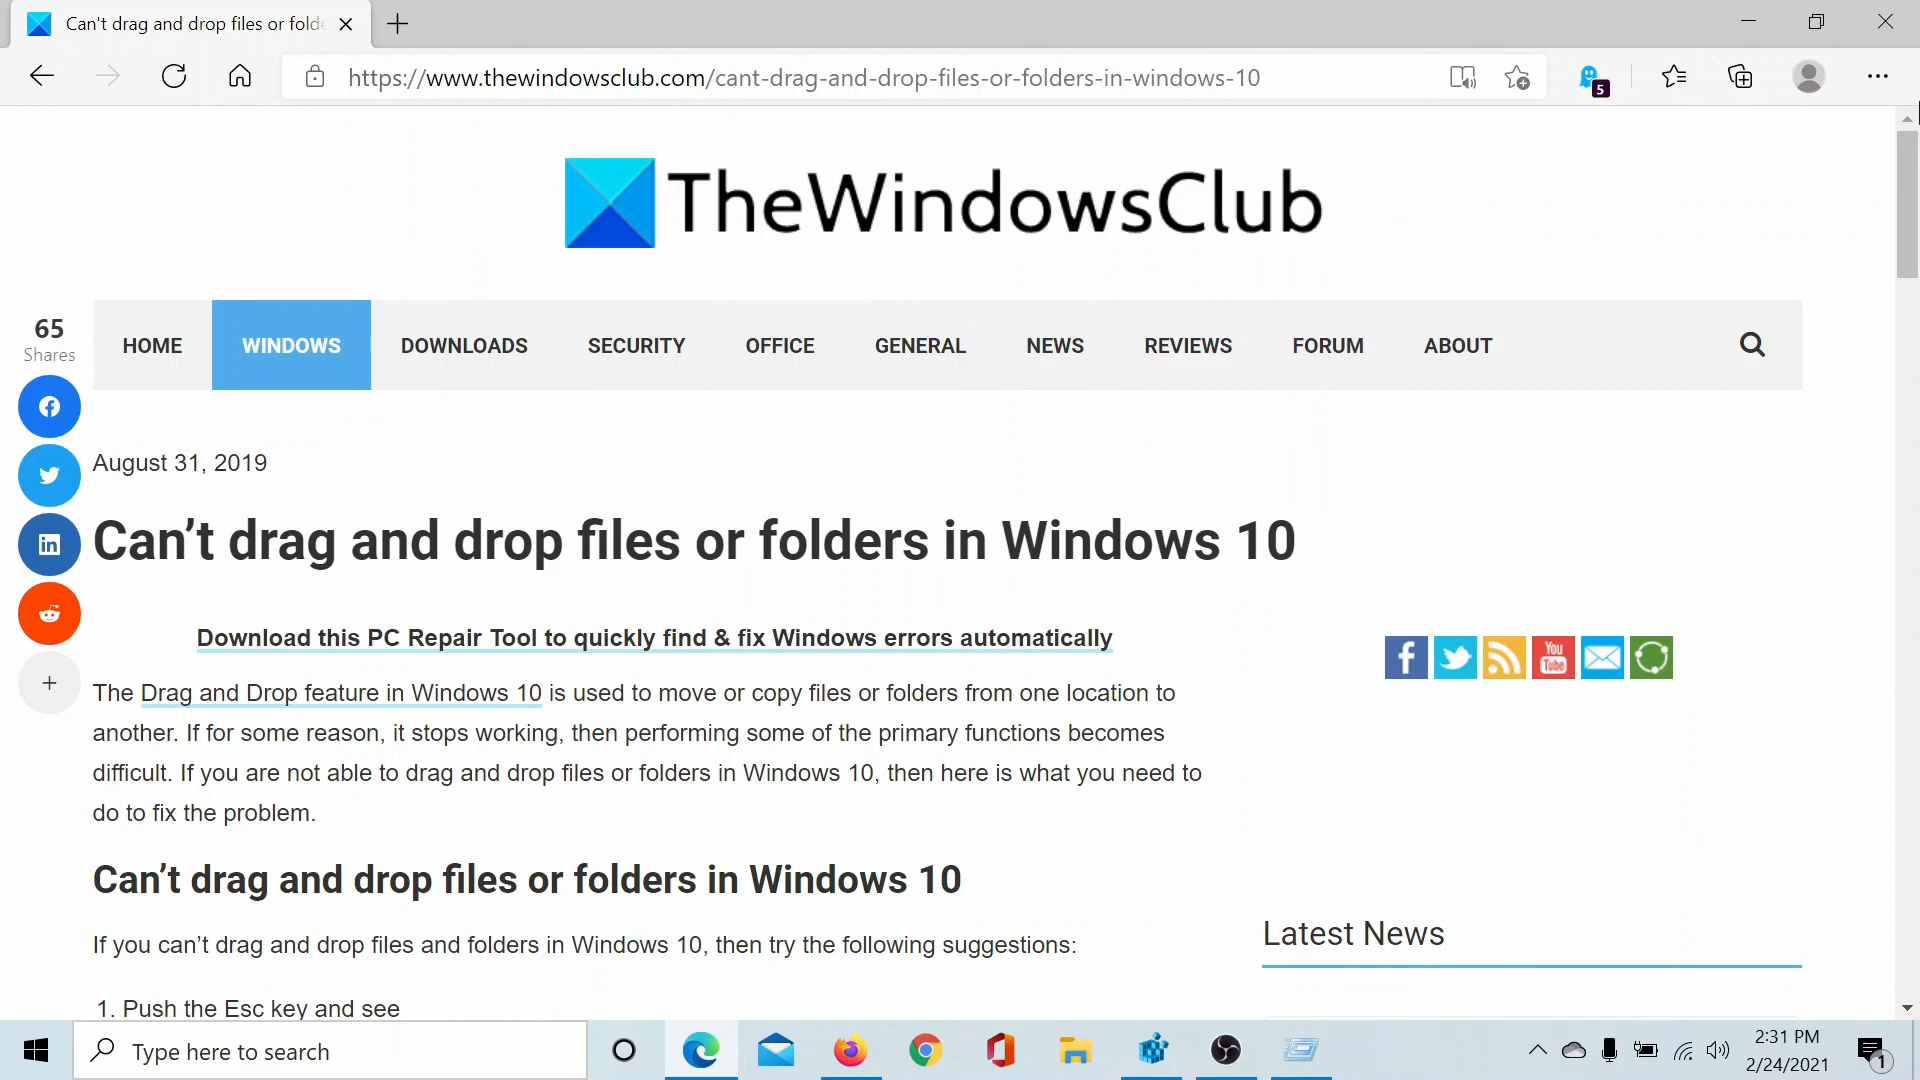 Can't drag and drop files or folde
https://www.thewindowsclub.com/cant-drag-and-drop-files-or-folders-in-windows-10
5
TheWindowsClub
65
Shares
HOME
WINDOWS
DOWNLOADS
SECURITY
OFFICE
GENERAL
NEWS
REVIEWS
FORUM
ABOUT
August 31, 2019
Can’t drag and drop files or folders in Windows 10
Download this PC Repair Tool to quickly find & fix Windows errors automatically
You
Tube
The Drag and Drop feature in Windows 10 is used to move or copy files or folders from one location to
another. If for some reason, it stops working, then performing some of the primary functions becomes
difficult. If you are not able to drag and drop files or folders in Windows 10, then here is what you need to
do to fix the problem.
Can’t drag and drop files or folders in Windows 10
If you can’t drag and drop files and folders in Windows 10, then try the following suggestions:
Latest News
1. Push the Esc key and see
Type here to search
2:31 PM
2/24/2021
1